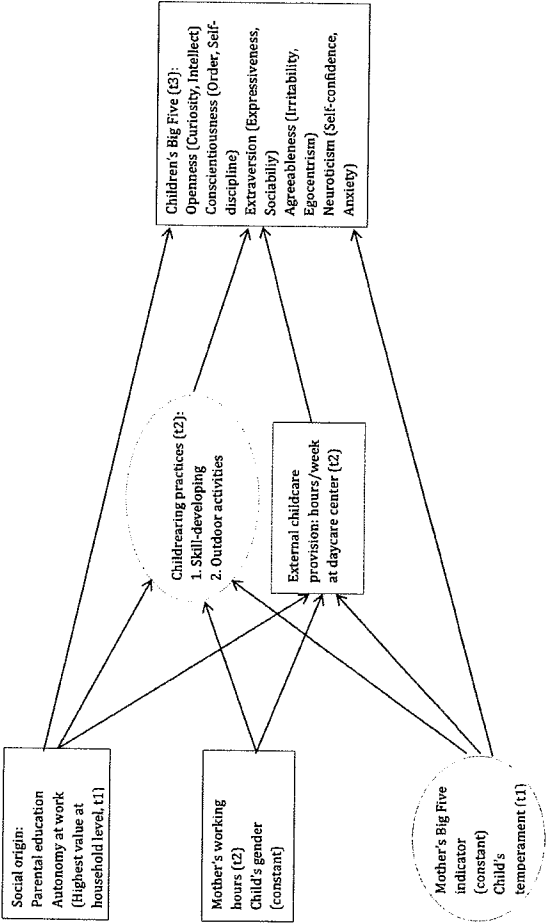 Social origin:
Parental education
Autonomy at work
(Highest value at
household level, t1)
Mother's working
hours (t2)
Child's gender
(constant)
Mother's Big Five
indicator
(constant)
Child's
temperament (t1)
Childrearing practices (t2):
1. Skill-developing
2. Outdoor activities
External childcare
provision: hours/week
at daycare center (t2)
Children's Big Five (t3):
Openness (Curiosity, Intellect)
Conscientiousness (Order, Self-
discipline)
Extraversion (Expressiveness,
Sociabiliy)
Agreeableness (Irritability,
Egocentrism)
Neuroticism (Self-confidence,
Anxiety)